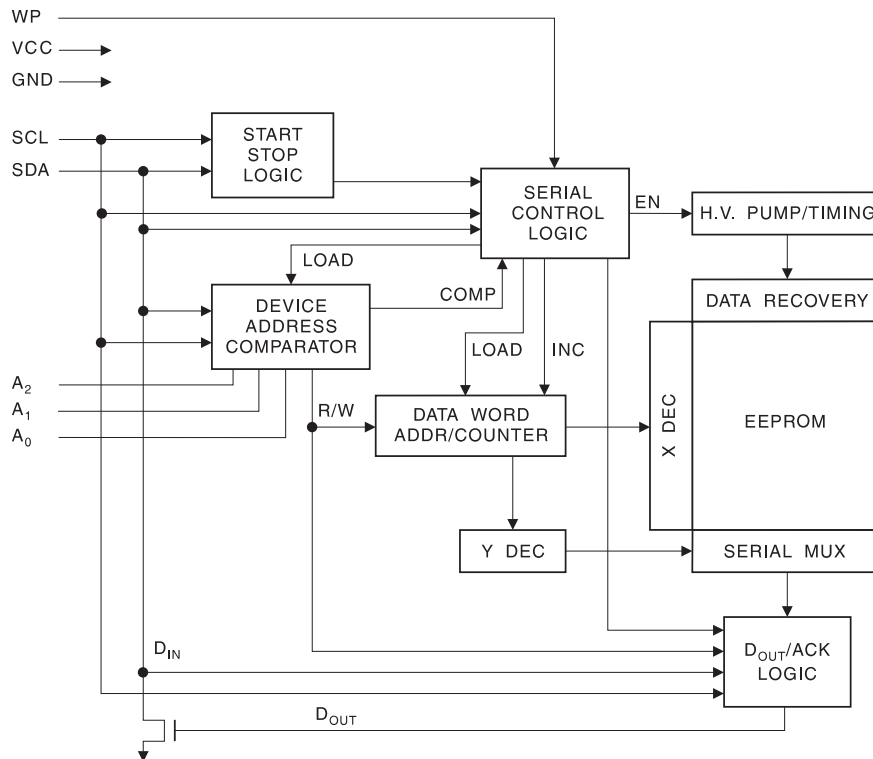 WP
VCC
GND
SCL
SDA
START
STOP
LOGIC
SERIAL
CONTROL
LOGIC
EN
H.V. PUMP/TIMING
LOAD
COMP
DATA RECOVERY
DEVICE
ADDRESS
COMPARATOR
LOAD
INC
A2
A1
A0
R/W
DATA WORD
ADDR/COUNTER
X DEC
EEPROM
Y DEC
SERIAL MUX
DIN
DOUT/ACK
LOGIC
DOUT